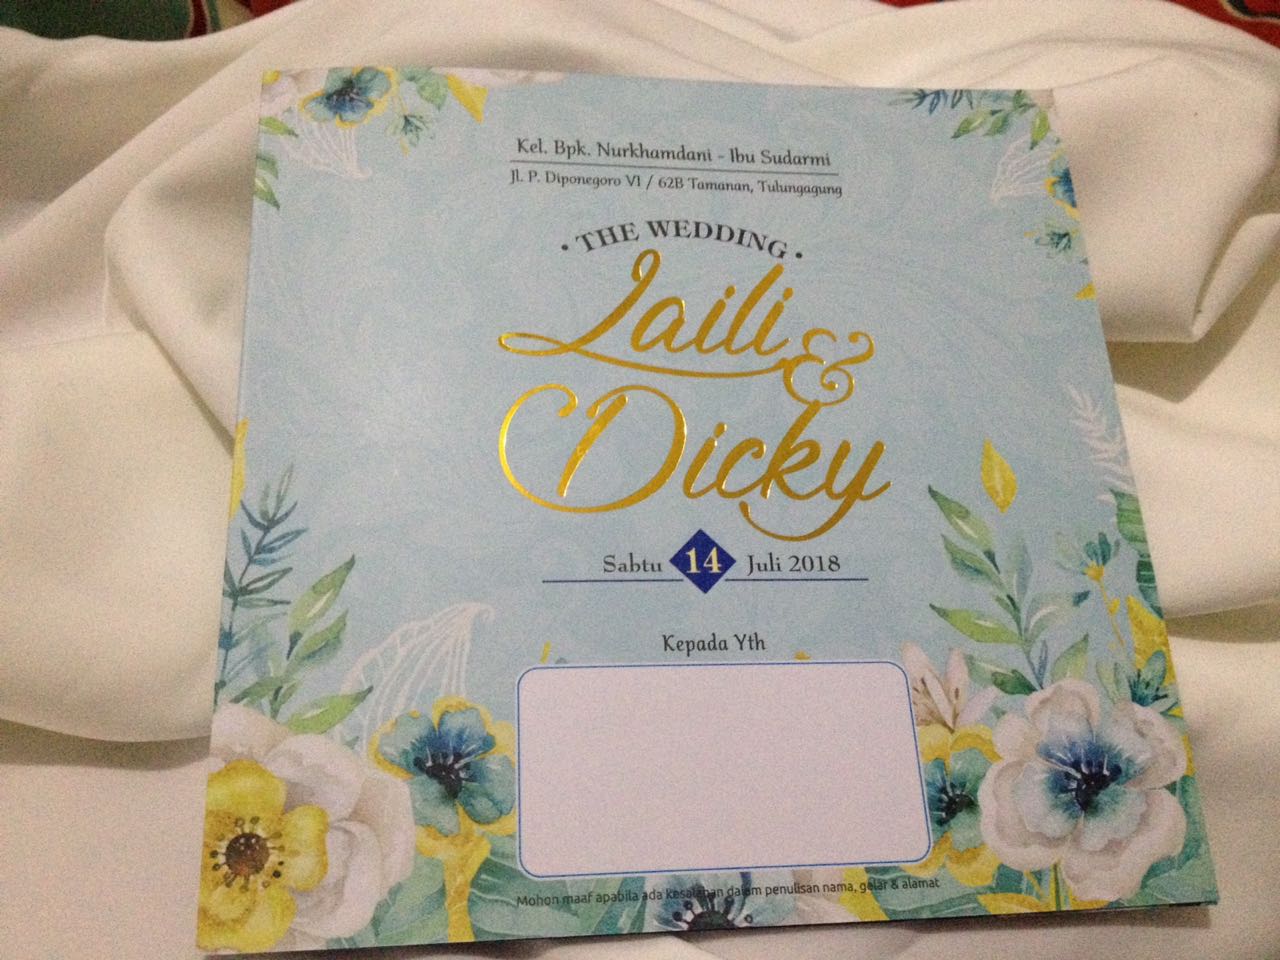 Kel. Bpk. Nurkhamdani - Ibu Sudarmi
Jl. P. Diponegoro VI / 62B Tamanan, Tulungagung
• THE WEDDING •
Laili
&
Dicky
Sabtu 14 Juli 2018
Kepada Yth
Mohon maaf apabila ada kesalahan dalam penulisan nama, gelar & alamat